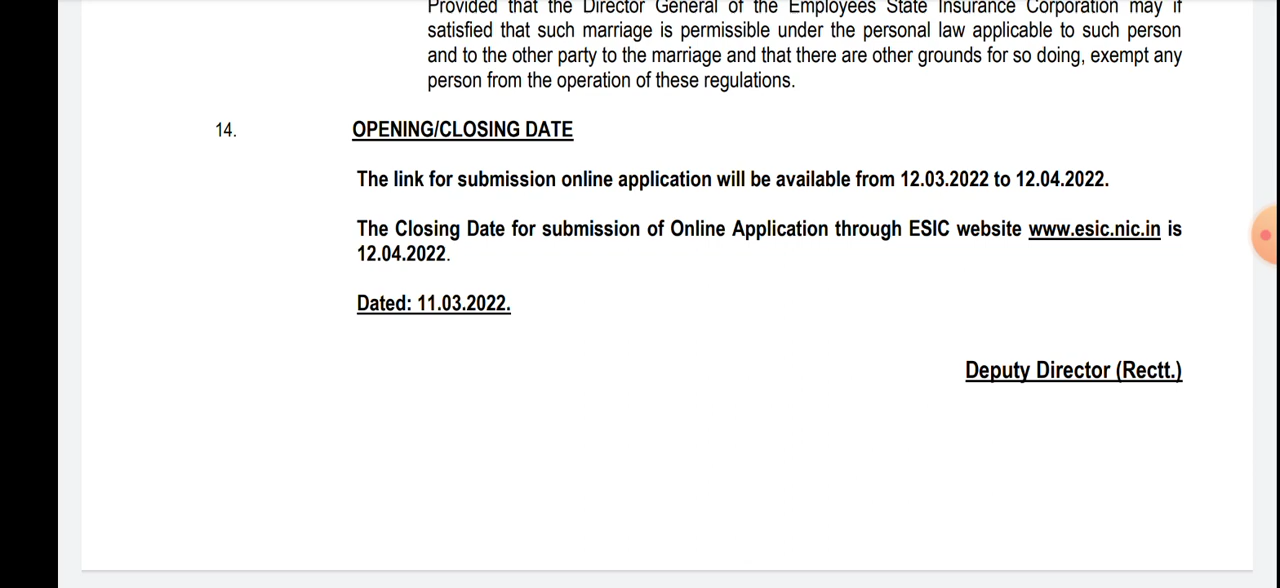 Provided that the Director General of the Employees State Insurance Corporation may if
satisfied that such marriage is permissible under the personal law applicable to such person
and to the other party to the marriage and that there are other grounds for so doing, exempt any
person from the operation of these regulations.
14. OPENING/CLOSING DATE
The link for submission online application will be available from 12.03.2022 to 12.04.2022.
The Closing Date for submission of Online Application through ESIC website www.esic.nic.in is
12.04.2022.
Dated: 11.03.2022.
Deputy Director (Rectt.)